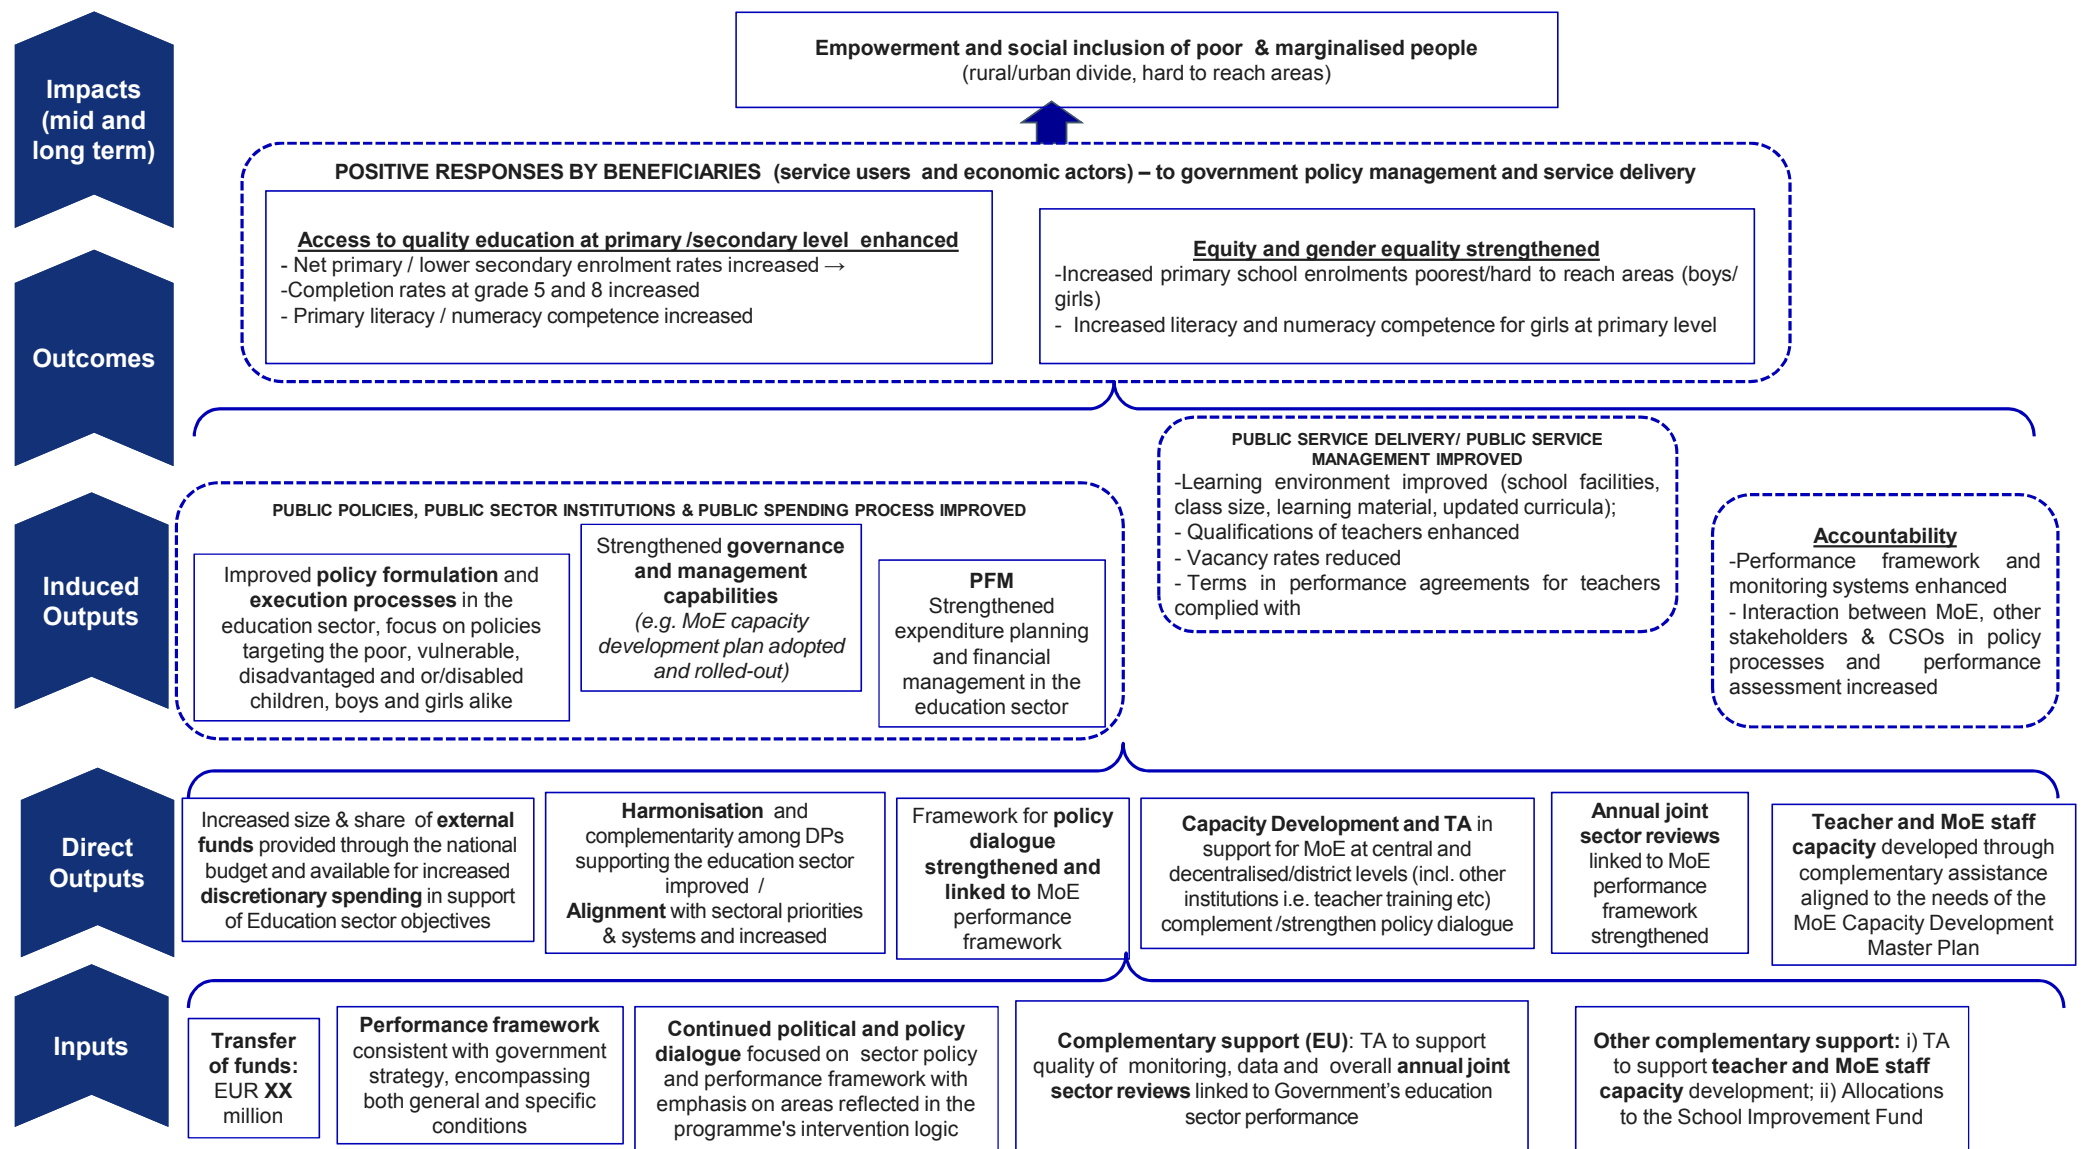 Impacts
(mid and
long term)
Empowerment and social inclusion of poor & marginalised people
(rural/urban divide, hard to reach areas)
POSITIVE RESPONSES BY BENEFICIARIES (service users and economic actors) – to government policy management and service delivery
Outcomes
Access to quality education at primary /secondary level enhanced
- Net primary / lower secondary enrolment rates increased →
-Completion rates at grade 5 and 8 increased
- Primary literacy / numeracy competence increased
Equity and gender equality strengthened
-Increased primary school enrolments poorest/hard to reach areas (boys/
girls)
- Increased literacy and numeracy competence for girls at primary level
Induced
Outputs
PUBLIC POLICIES, PUBLIC SECTOR INSTITUTIONS & PUBLIC SPENDING PROCESS IMPROVED
Improved policy formulation and
execution processes in the
education sector, focus on policies
targeting the poor, vulnerable,
disadvantaged and or/disabled
children, boys and girls alike
Strengthened governance
and management
capabilities
(e.g. MoE capacity
development plan adopted
and rolled-out)
PFM
Strengthened
expenditure planning
and financial
management in the
education sector
PUBLIC SERVICE DELIVERY/ PUBLIC SERVICE
MANAGEMENT IMPROVED
-Learning environment improved (school facilities,
class size, learning material, updated curricula);
- Qualifications of teachers enhanced
- Vacancy rates reduced
- Terms in performance agreements for teachers
complied with
Accountability
-Performance framework and
monitoring systems enhanced
- Interaction between MoE, other
stakeholders & CSOs in policy
processes and performance
assessment increased
Direct
Outputs
Increased size & share of external
funds provided through the national
budget and available for increased
discretionary spending in support
of Education sector objectives
Harmonisation and
complementarity among DPs
supporting the education sector
improved /
Alignment with sectoral priorities
& systems and increased
Framework for policy
dialogue
strengthened and
linked to MoE
performance
framework
Capacity Development and TA in
support for MoE at central and
decentralised/district levels (incl. other
institutions i.e. teacher training etc)
complement /strengthen policy dialogue
Annual joint
sector reviews
linked to MoE
performance
framework
strengthened
Teacher and MoE staff
capacity developed through
complementary assistance
aligned to the needs of the
MoE Capacity Development
Master Plan
Inputs
Transfer
of funds:
EUR XX
million
Performance framework
consistent with government
strategy, encompassing
both general and specific
conditions
Continued political and policy
dialogue focused on sector policy
and performance framework with
emphasis on areas reflected in the
programme's intervention logic
Complementary support (EU): TA to support
quality of monitoring, data and overall annual joint
sector reviews linked to Government's education
sector performance
Other complementary support: i) TA
to support teacher and MoE staff
capacity development; ii) Allocations
to the School Improvement Fund